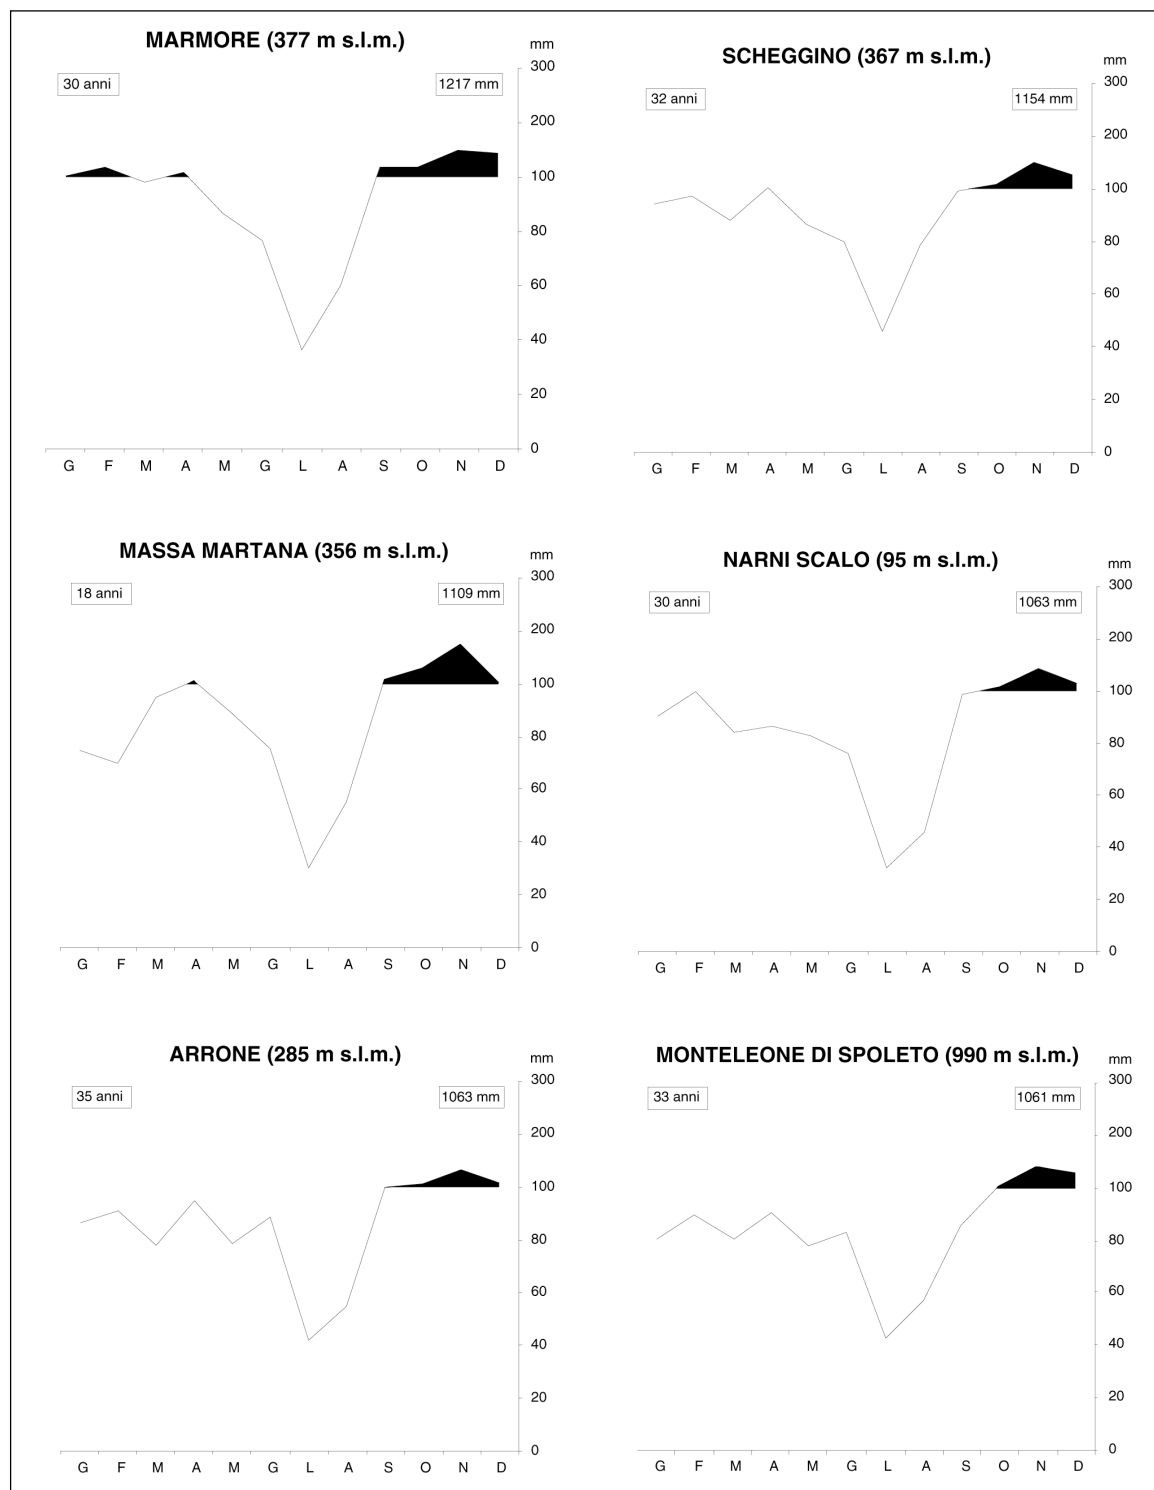 MARMORE (377 m s.l.m.)
mm
300
30 anni
1217 mm
200
100
80
60
40
20
0
G F M A M G L A S O N D
SCHEGGINO (367 m s.l.m.)
mm
300
32 anni
1154 mm
200
100
80
60
40
20
0
G F M A M G L A S O N D
MASSA MARTANA (356 m s.l.m.)
mm
300
18 anni
1109 mm
200
100
80
60
40
20
0
G F M A M G L A S O N D
NARNI SCALO (95 m s.l.m.)
mm
300
30 anni
1063 mm
200
100
80
60
40
20
0
G F M A M G L A S O N D
ARRONE (285 m s.l.m.)
mm
300
35 anni
1063 mm
200
100
80
60
40
20
0
G F M A M G L A S O N D
MONTELEONE DI SPOLETO (990 m s.l.m.)
mm
300
33 anni
1061 mm
200
100
80
60
40
20
0
G F M A M G L A S O N D